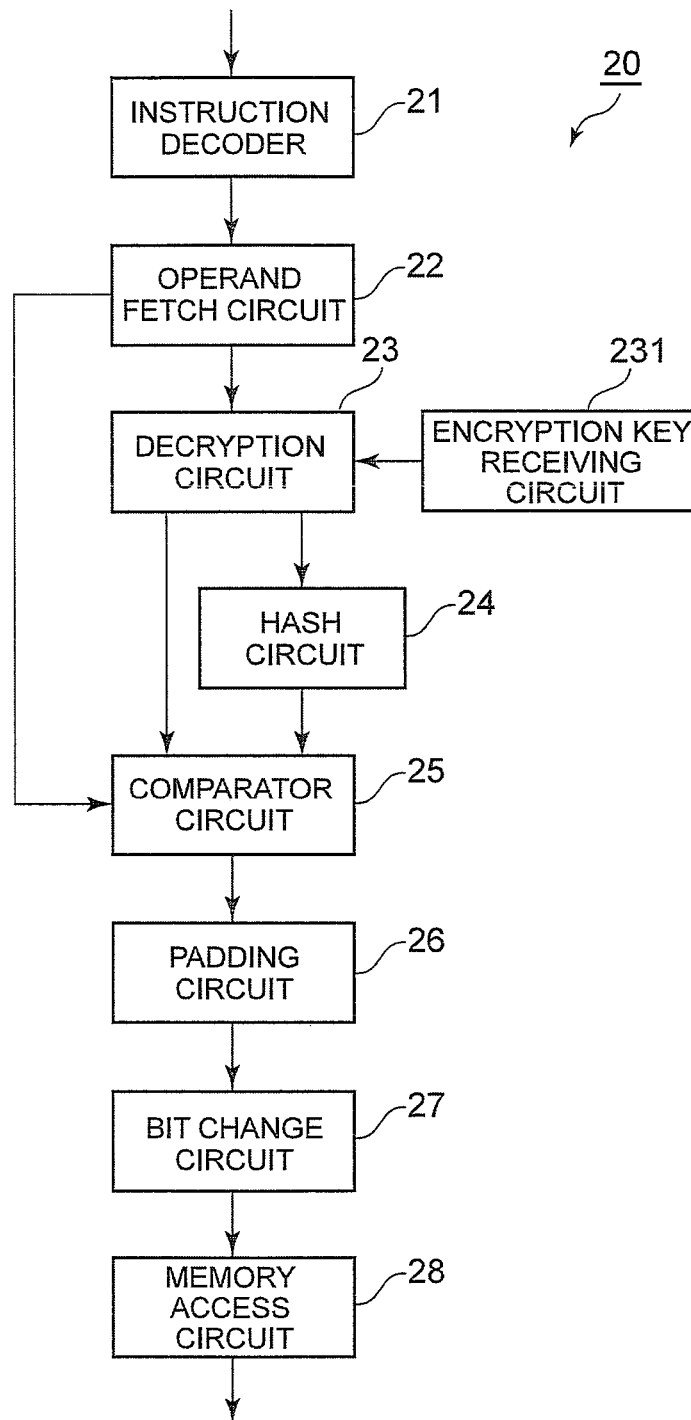 20
INSTRUCTION
DECODER
21
OPERAND
FETCH CIRCUIT
22
23
231
DECRYPTION
CIRCUIT
ENCRYPTION KEY
RECEIVING
CIRCUIT
HASH
CIRCUIT
24
COMPARATOR
CIRCUIT
25
PADDING
CIRCUIT
26
BIT CHANGE
CIRCUIT
27
MEMORY
ACCESS
CIRCUIT
28